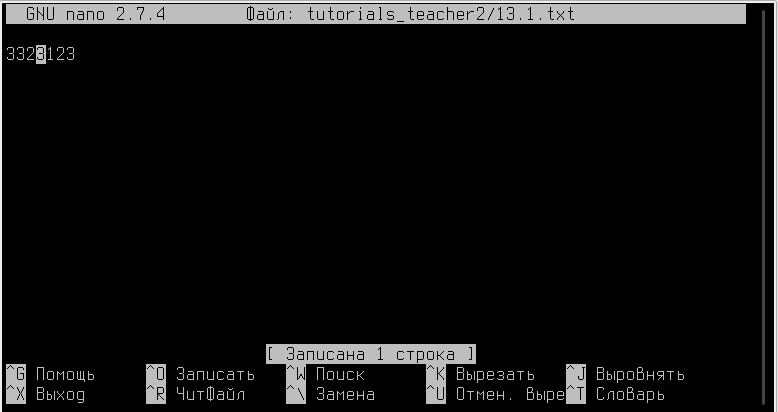 GNU nano 2.7.4 Файл: tutorials_teacher2/13.1.txt
3323123
[ Записана 1 строка ]
^G Помощь ^O Записать ^W Поиск ^K Вырезать ^J Выровнять
^X Выход ^R ЧитФайл ^\ Замена ^U Отмен. Выре^T Словарь